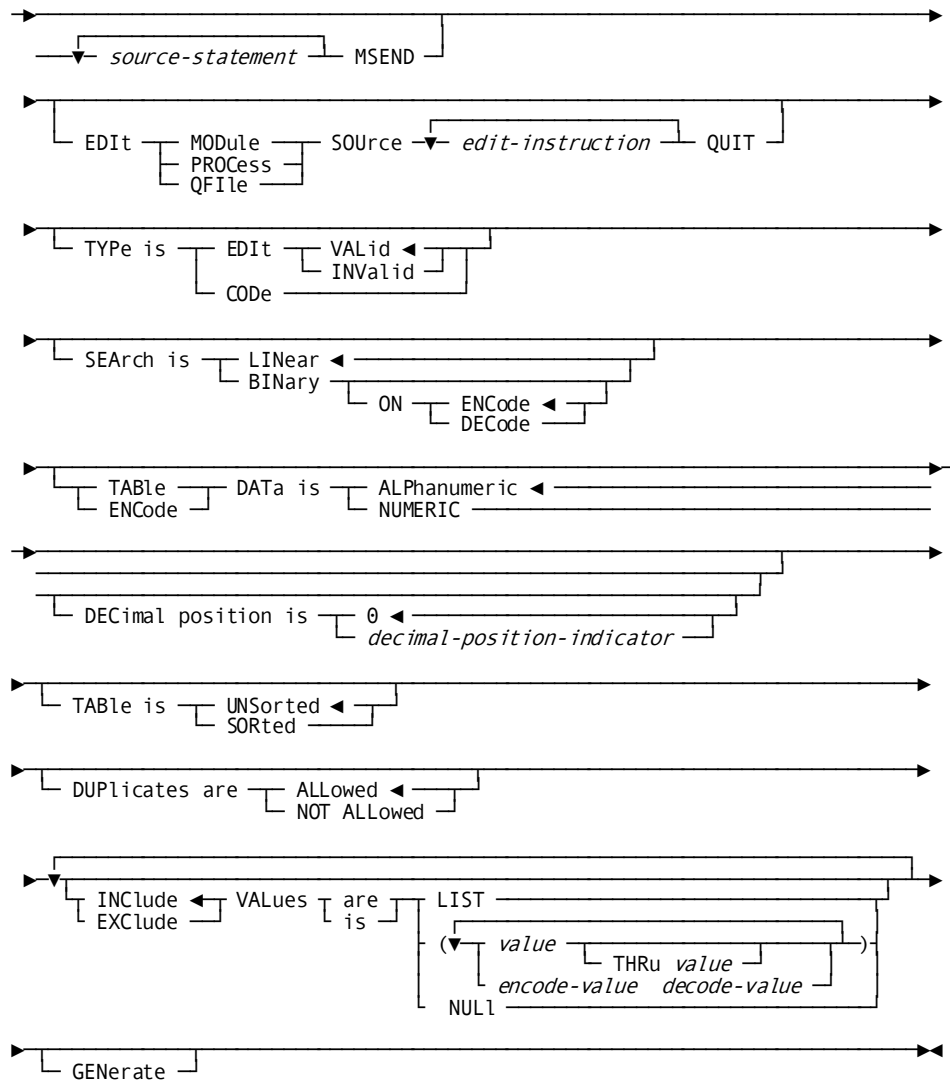 source-statement MSEND
EDIt MODule SOUrce edit-instruction QUIT
PROCess
QFIle
TYPe is EDIt VALid
INValid
CODe
SEArch is LINear
BINary
ON ENCode
DECode
TABle DATa is ALPhanumeric
ENCode NUMERIC
DECimal position is 0
decimal-position-indicator
TABle is UNSorted
SORted
DUPlicates are ALLowed
NOT ALLowed
INClude VALues are LIST
EXClude is
( value )
THRu value
encode-value decode-value
NULl
GENerate